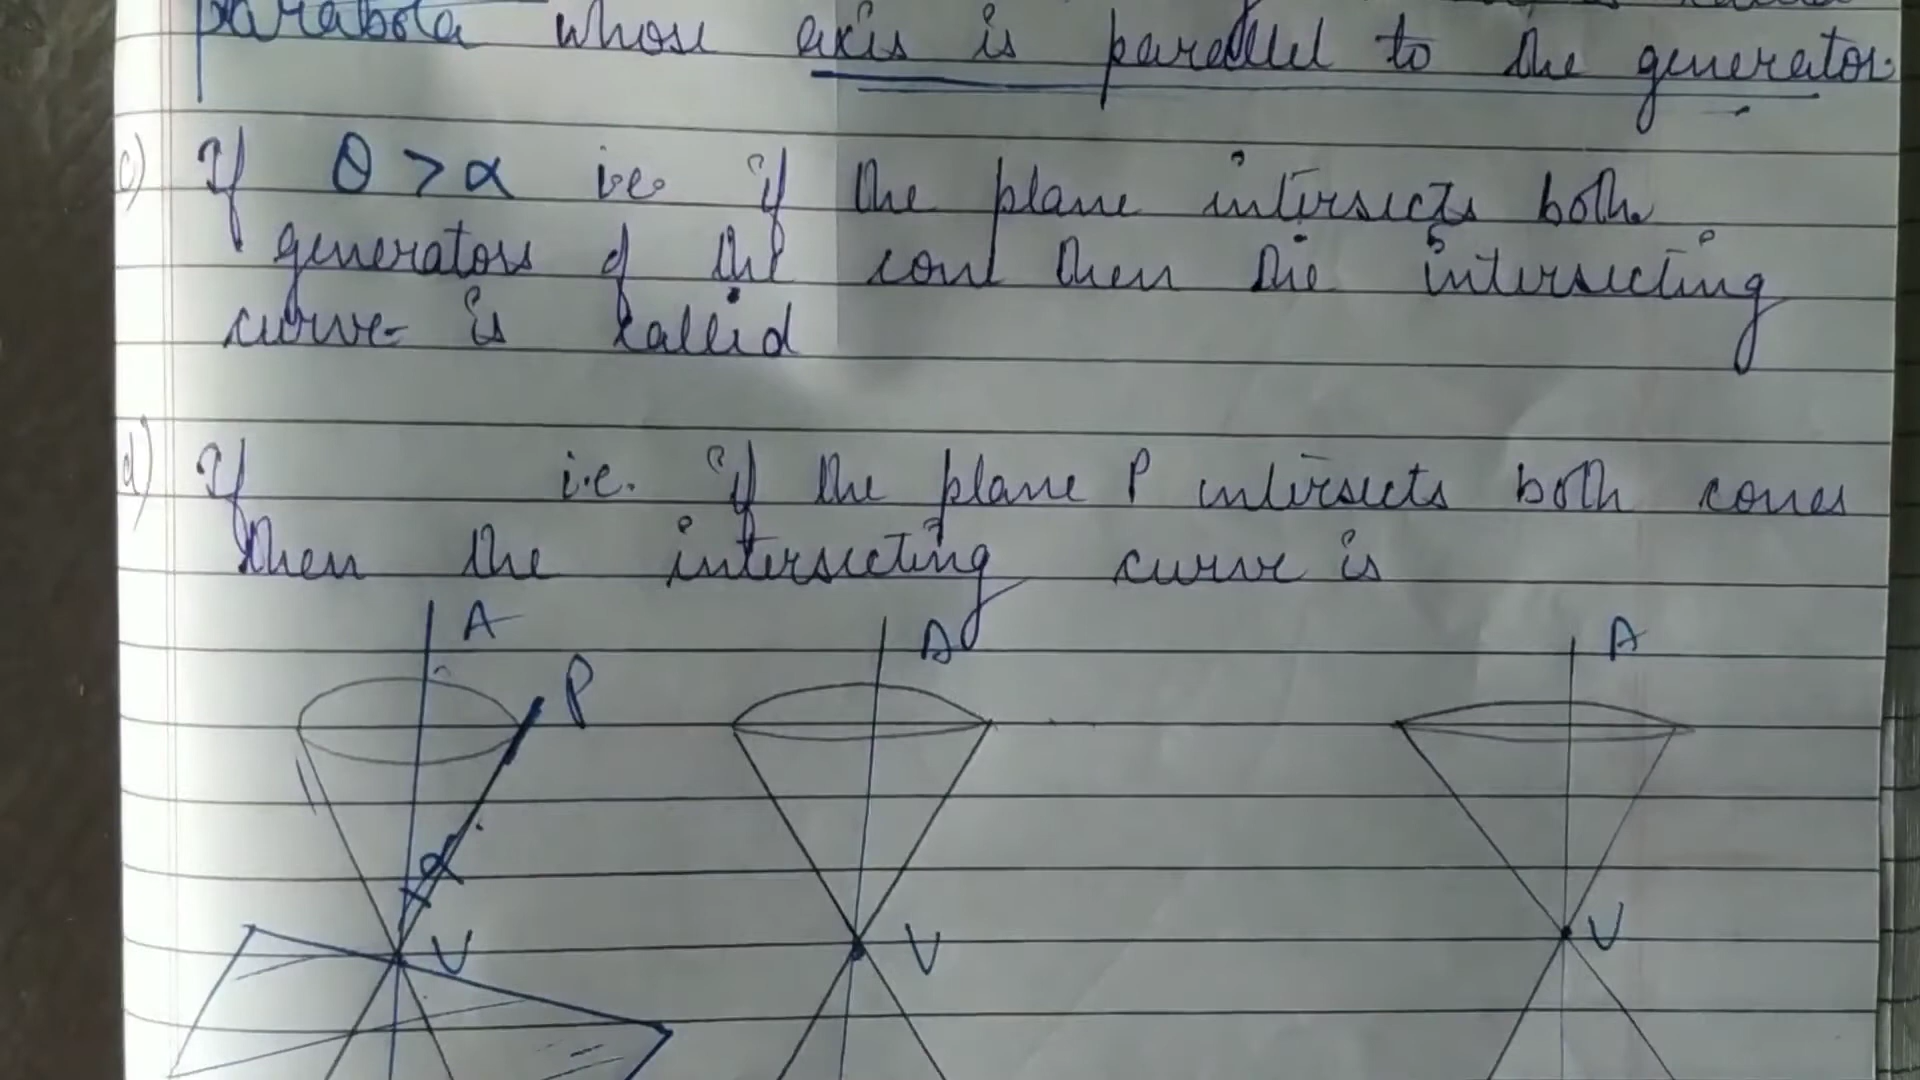 parabola whose axis is parallel to the generator.
c) If θ > α i.e. if the plane intersects both
generators of the cone then the intersecting
curve is called
d) If i.e. if the plane P intersects both cones
then the intersecting curve is
A A A
P
α
V V V